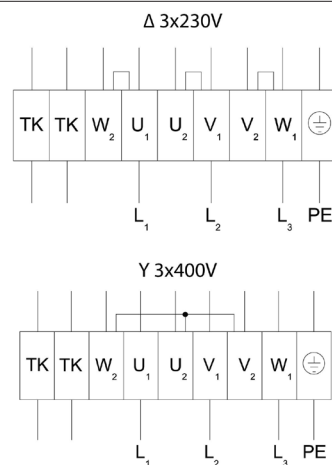 Δ 3x230V
TK TK W₂ U₁ U₂ V₁ V₂ W₁
L₁ L₂ L₃ PE
Y 3x400V
TK TK W₂ U₁ U₂ V₁ V₂ W₁
L₁ L₂ L₃ PE